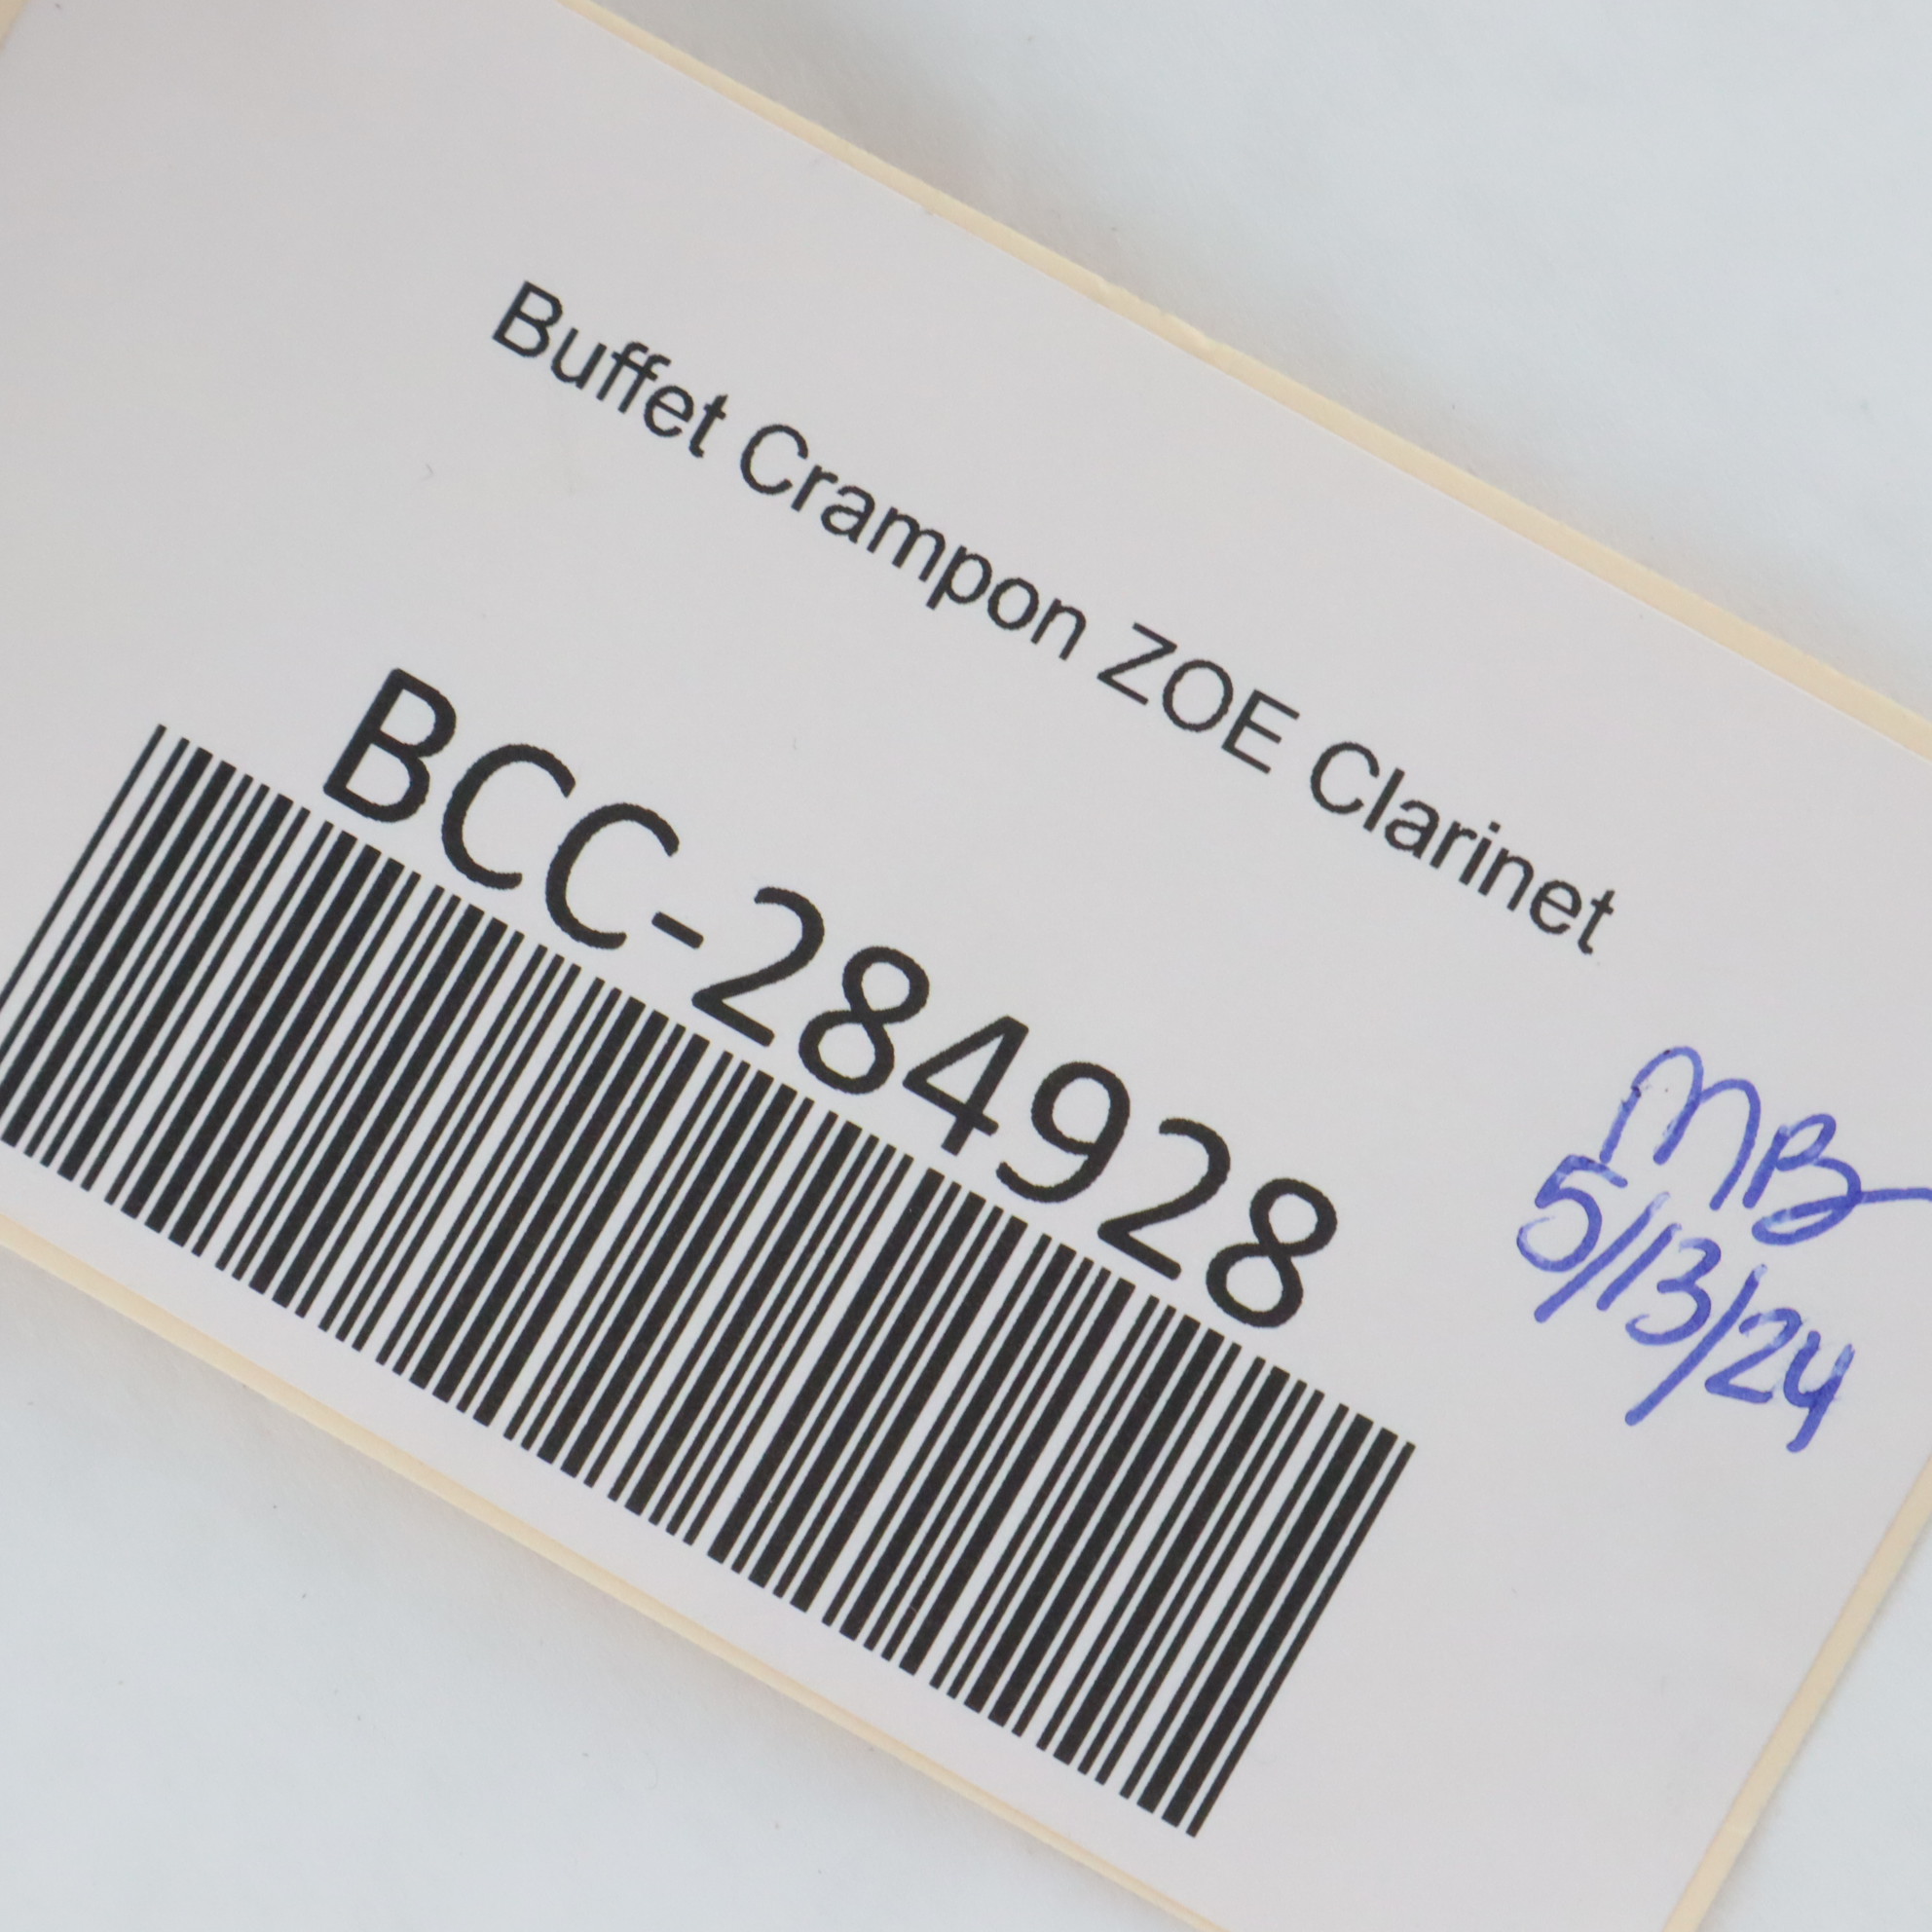 Buffet Crampon ZOE Clarinet
BCC-284928
MB
5/13/24